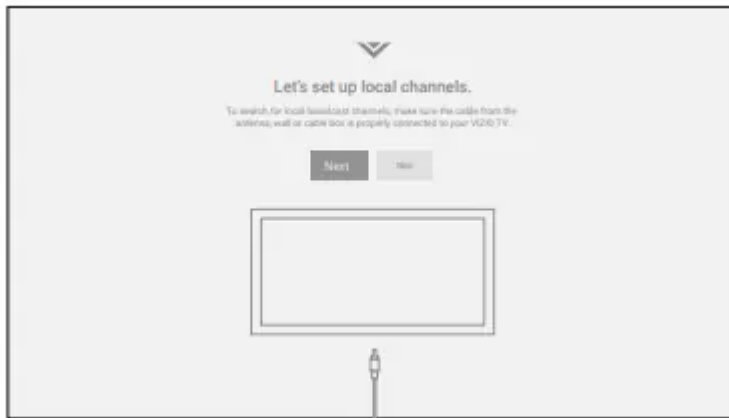 Let's set up local channels.
To search for local broadcast channels, make sure the cable from the
antenna, wall or cable box is properly connected to your VIZIO TV.
Next